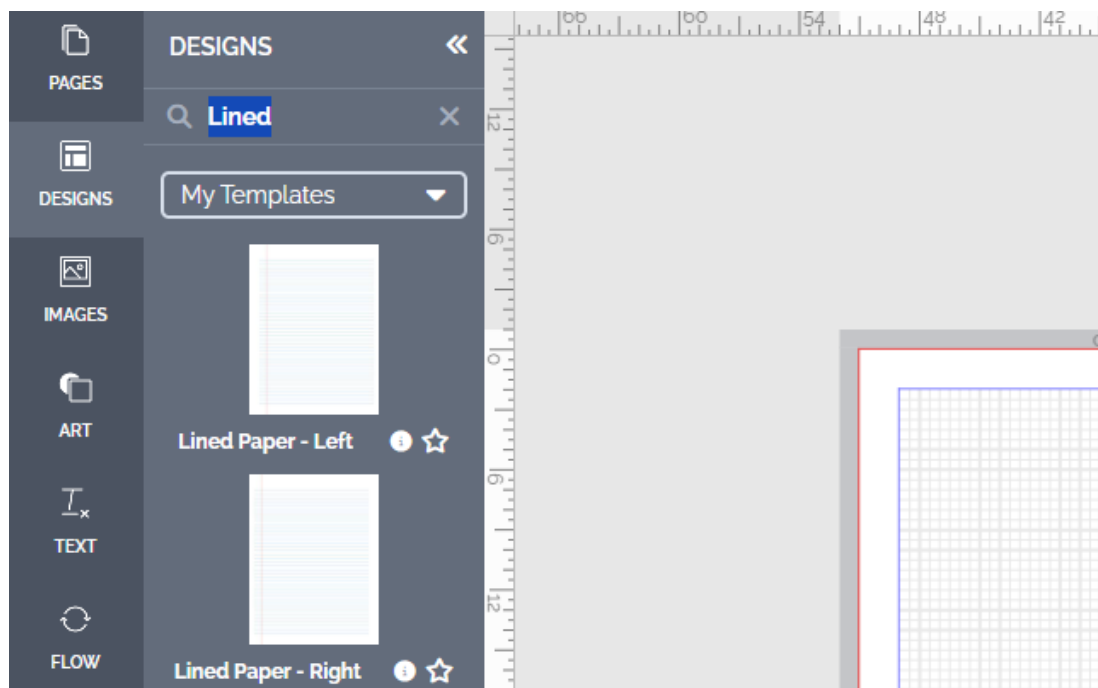 PAGES
DESIGNS
IMAGES
ART
TEXT
FLOW
DESIGNS
Lined
My Templates
Lined Paper - Left
Lined Paper - Right
66 60 54 48 42
12
6
0
6
12